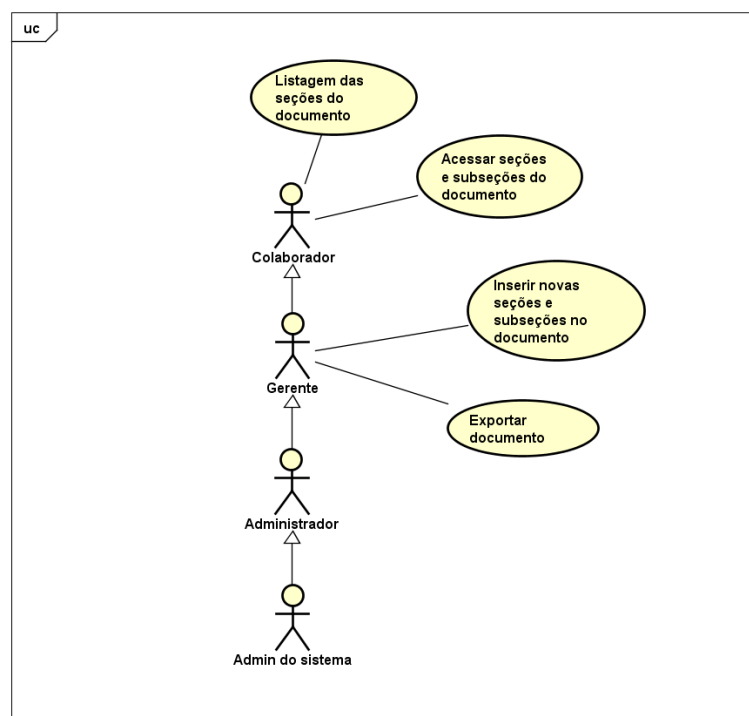 uc
Listagem das
seções do
documento
Acessar seções
e subseções do
documento
Colaborador
Inserir novas
seções e
subseções no
documento
Gerente
Exportar
documento
Administrador
Admin do sistema